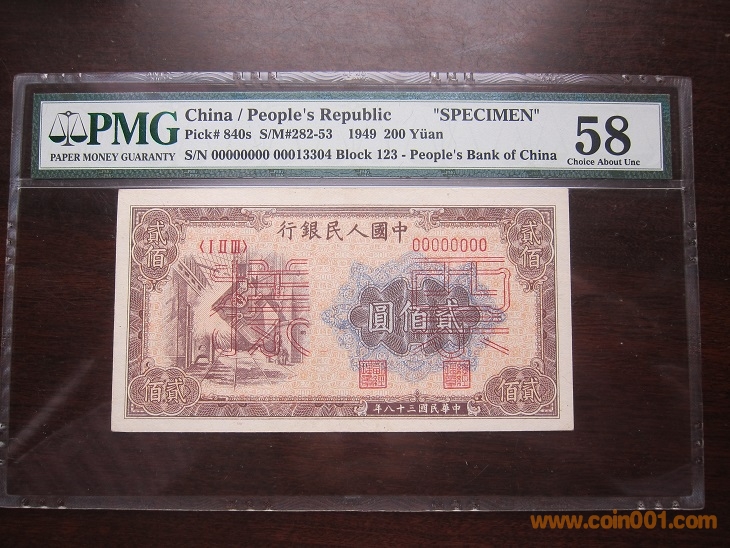 PMG
PAPER MONEY GUARANTY
China / People's Republic "SPECIMEN"
Pick# 840s S/M#282-53 1949 200 Yüan
S/N 00000000 00013304 Block 123 - People's Bank of China
58
Choice About Unc
行銀民人國中
貳佰
貳佰
〈I II III〉
00000000
圓佰貳
佰
貳
佰
貳
年八十三國民華中
www.coin001.com